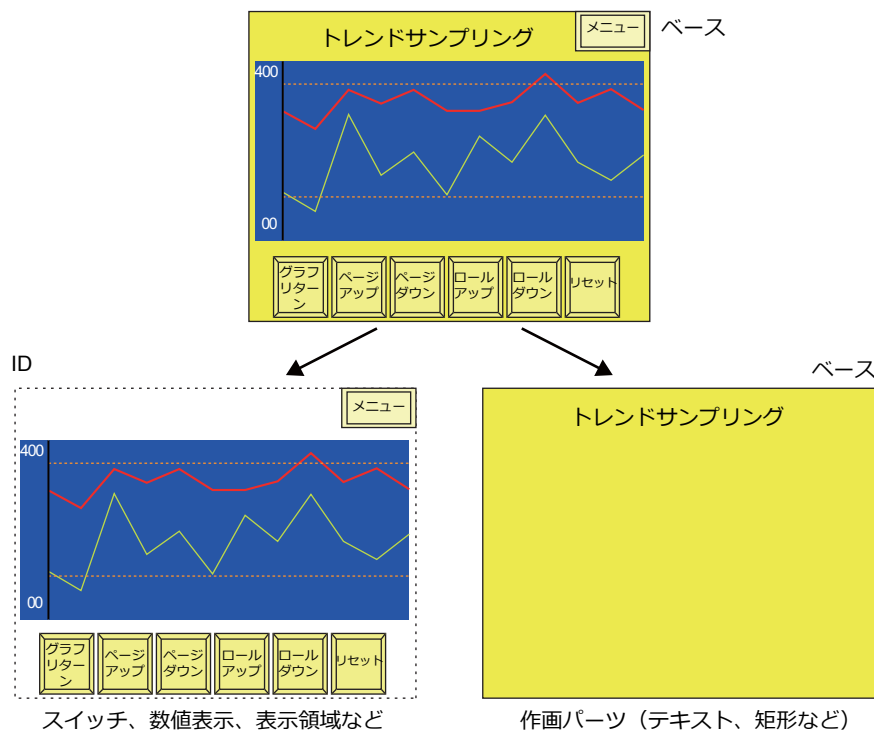 トレンドサンプリング
メニュー
ベース
400
00
グラフ
リター
ン
ページ
アップ
ページ
ダウン
ロール
アップ
ロール
ダウン
リセット
ID
ベース
メニュー
トレンドサンプリング
400
00
グラフ
リター
ン
ページ
アップ
ページ
ダウン
ロール
アップ
ロール
ダウン
リセット
スイッチ、数値表示、表示領域など
作画パーツ（テキスト、矩形など）